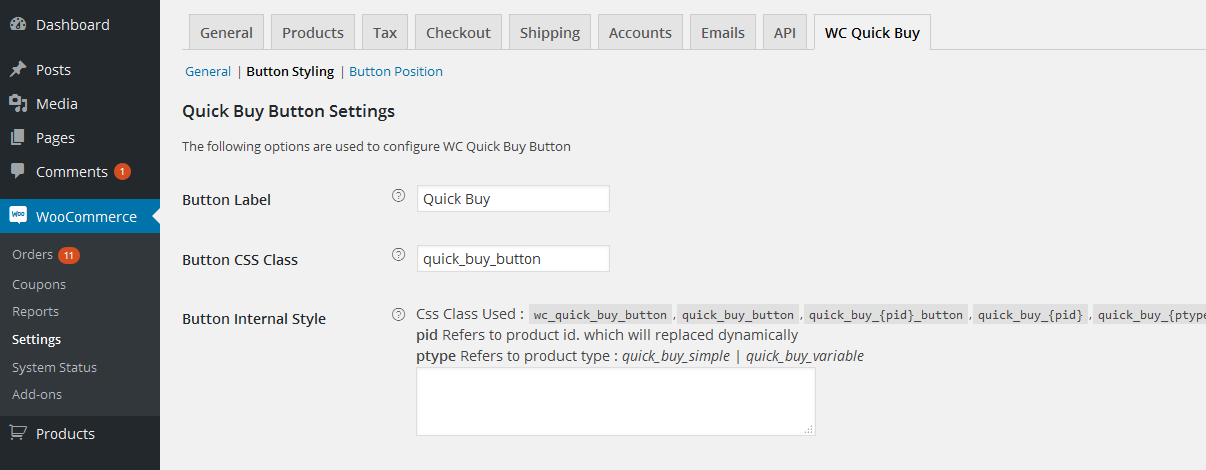 Dashboard
Posts
Media
Pages
Comments 1
Woo WooCommerce
Orders 11
Coupons
Reports
Settings
System Status
Add-ons
Products
General Products Tax Checkout Shipping Accounts Emails API WC Quick Buy
General | Button Styling | Button Position
Quick Buy Button Settings
The following options are used to configure WC Quick Buy Button
Button Label ? Quick Buy
Button CSS Class ? quick_buy_button
Button Internal Style ? Css Class Used : wc_quick_buy_button , quick_buy_button , quick_buy_{pid}_button , quick_buy_{pid} , quick_buy_{ptype
pid Refers to product id. which will replaced dynamically
ptype Refers to product type : quick_buy_simple | quick_buy_variable